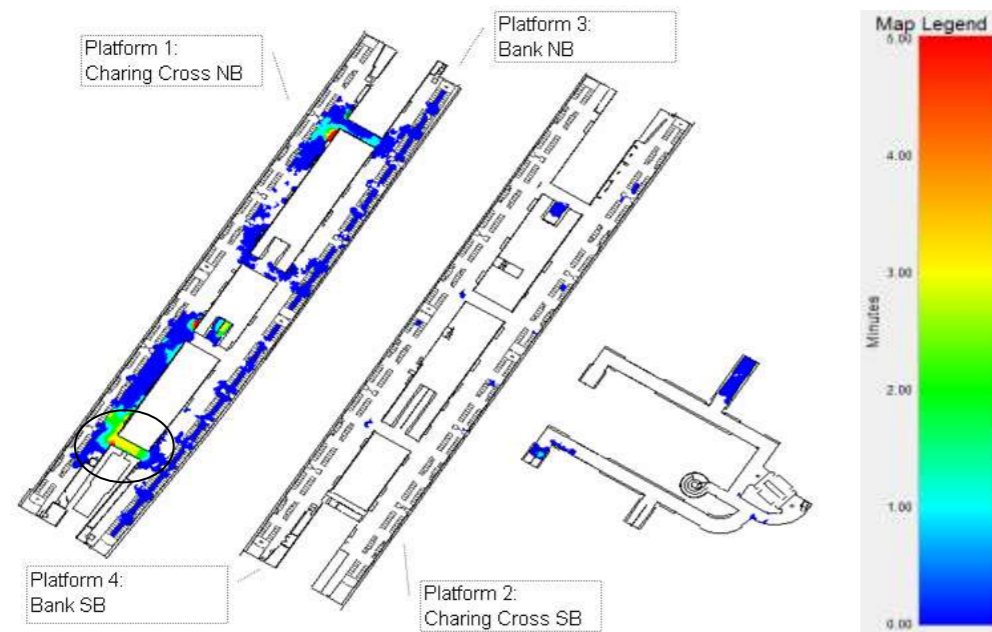 Platform 1:
Charing Cross NB
Platform 3:
Bank NB
Platform 4:
Bank SB
Platform 2:
Charing Cross SB
Map Legend
5.00
4.00
3.00
2.00
1.00
0.00
Minutes